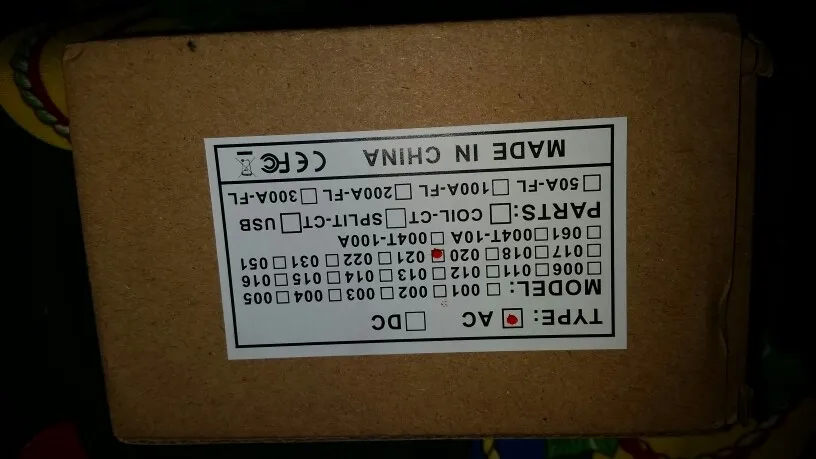 TYPE: ☒ AC ☐ DC
MODEL: ☐ 001 ☐ 002 ☐ 003 ☐ 004 ☐ 005
☐ 006 ☐ 011 ☐ 012 ☐ 013 ☐ 014 ☐ 015 ☐ 016
☐ 017 ☐ 018 ☐ 020 ☒ 021 ☐ 022 ☐ 031 ☐ 051
☐ 061 ☐ 004T-10A ☐ 004T-100A
PARTS: ☐ COIL-CT ☐ SPLIT-CT ☐ USB
☐ 50A-FL ☐ 100A-FL ☐ 200A-FL ☐ 300A-FL
MADE IN CHINA CE FC